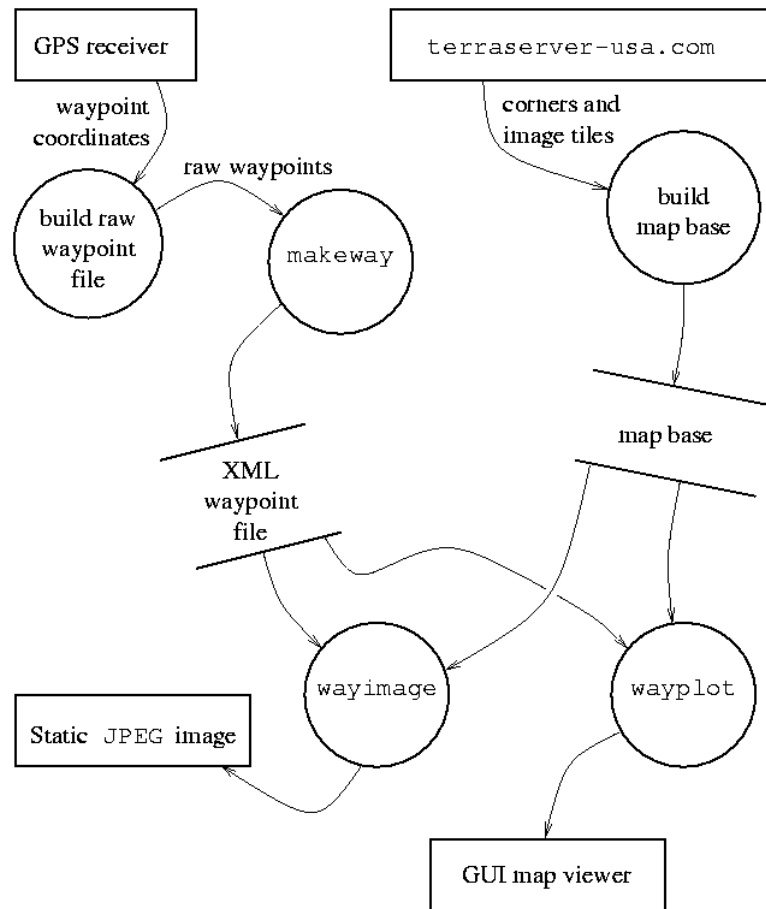 GPS receiver
terraserver-usa.com
waypoint
coordinates
corners and
image tiles
raw waypoints
build raw
waypoint
file
makeway
build
map base
map base
XML
waypoint
file
wayimage
wayplot
Static JPEG image
GUI map viewer